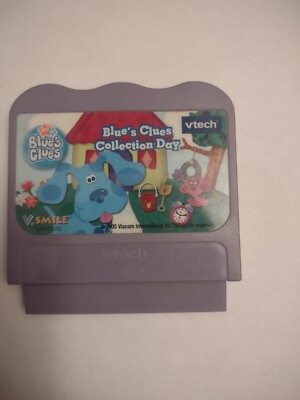 Blue's Clues
Collection Day
vtech
Blue's
Clues
V.SMILE
vtech